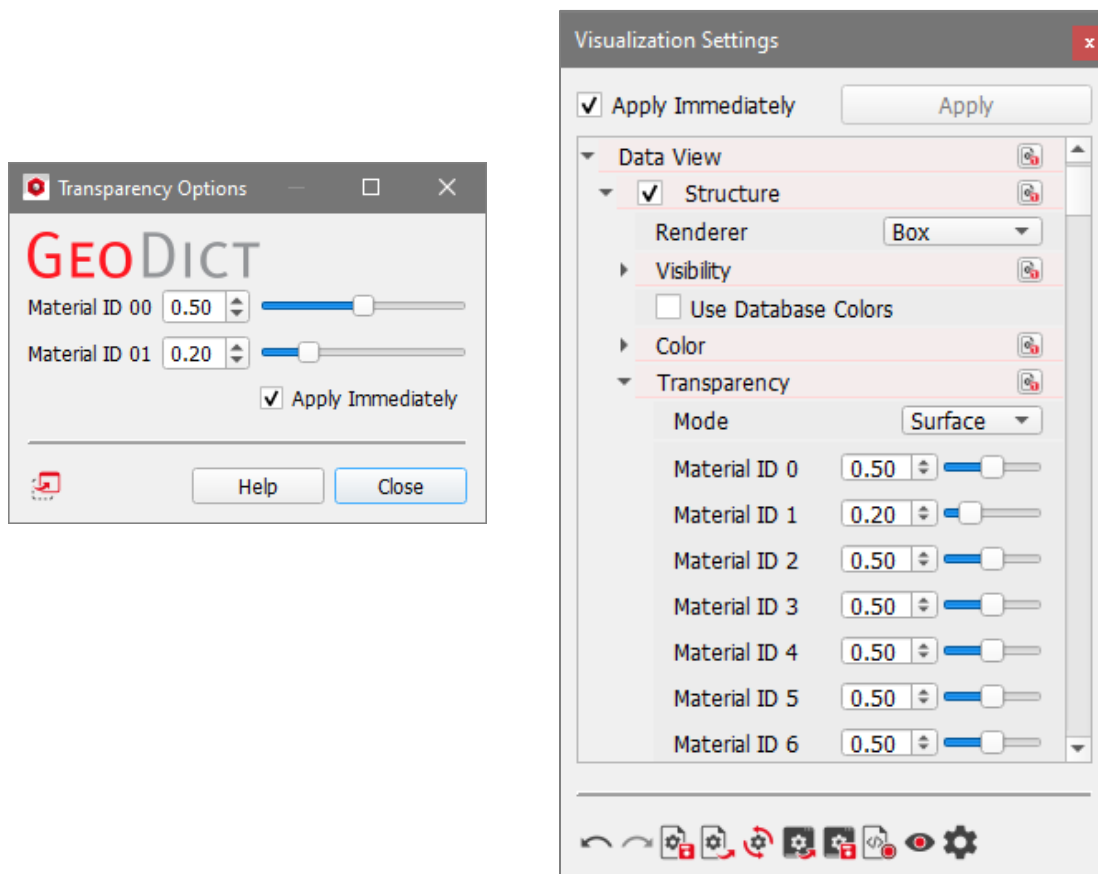 Transparency Options
GEODICT
Material ID 00 0.50
Material ID 01 0.20
Apply Immediately
Help Close
Visualization Settings x
Apply Immediately Apply
Data View
Structure
Renderer Box
Visibility
Use Database Colors
Color
Transparency
Mode Surface
Material ID 0 0.50
Material ID 1 0.20
Material ID 2 0.50
Material ID 3 0.50
Material ID 4 0.50
Material ID 5 0.50
Material ID 6 0.50